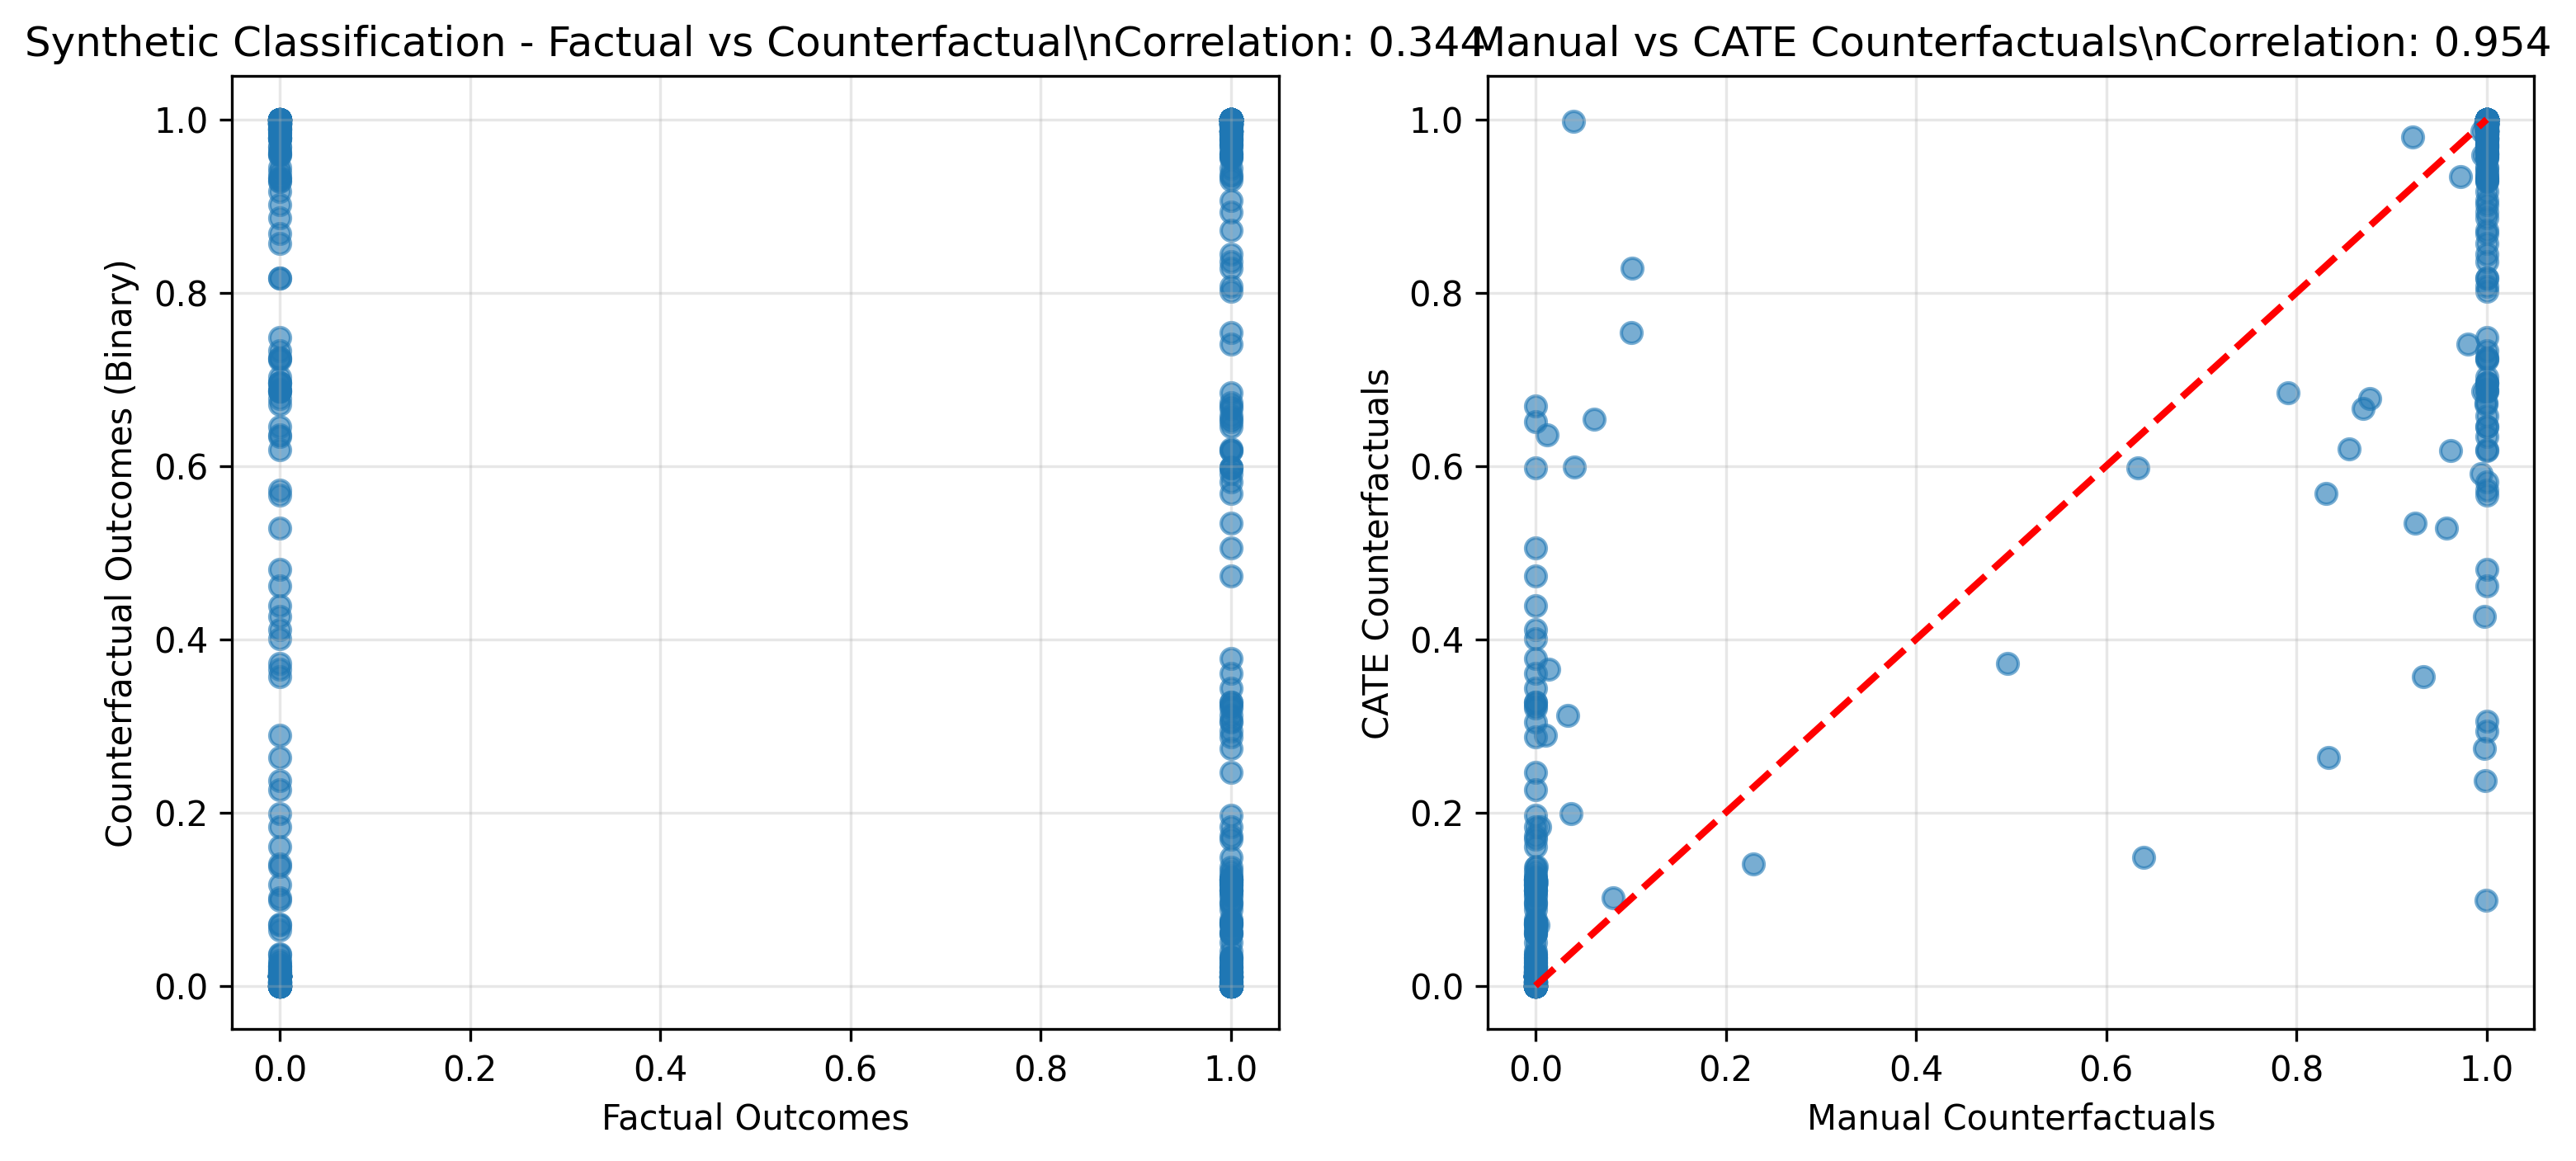 Synthetic Classification - Factual vs Counterfactual\nCorrelation: 0.344
Manual vs CATE Counterfactuals\nCorrelation: 0.954
Counterfactual Outcomes (Binary)
1.0
0.8
0.6
0.4
0.2
0.0
0.0 0.2 0.4 0.6 0.8 1.0
Factual Outcomes
CATE Counterfactuals
1.0
0.8
0.6
0.4
0.2
0.0
0.0 0.2 0.4 0.6 0.8 1.0
Manual Counterfactuals